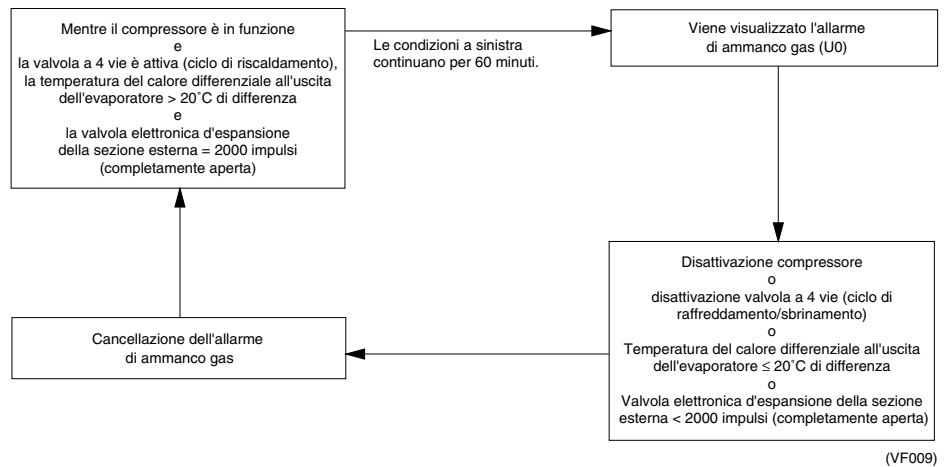 Mentre il compressore è in funzione
e
la valvola a 4 vie è attiva (ciclo di riscaldamento),
la temperatura del calore differenziale all'uscita
dell'evaporatore > 20˚C di differenza
e
la valvola elettronica d'espansione
della sezione esterna = 2000 impulsi
(completamente aperta)
Le condizioni a sinistra
continuano per 60 minuti.
Viene visualizzato l'allarme
di ammanco gas (U0)
Disattivazione compressore
o
disattivazione valvola a 4 vie (ciclo di
raffreddamento/sbrinamento)
o
Temperatura del calore differenziale all'uscita
dell'evaporatore ≤ 20˚C di differenza
o
Valvola elettronica d'espansione della sezione
esterna < 2000 impulsi (completamente aperta)
Cancellazione dell'allarme
di ammanco gas
(VF009)